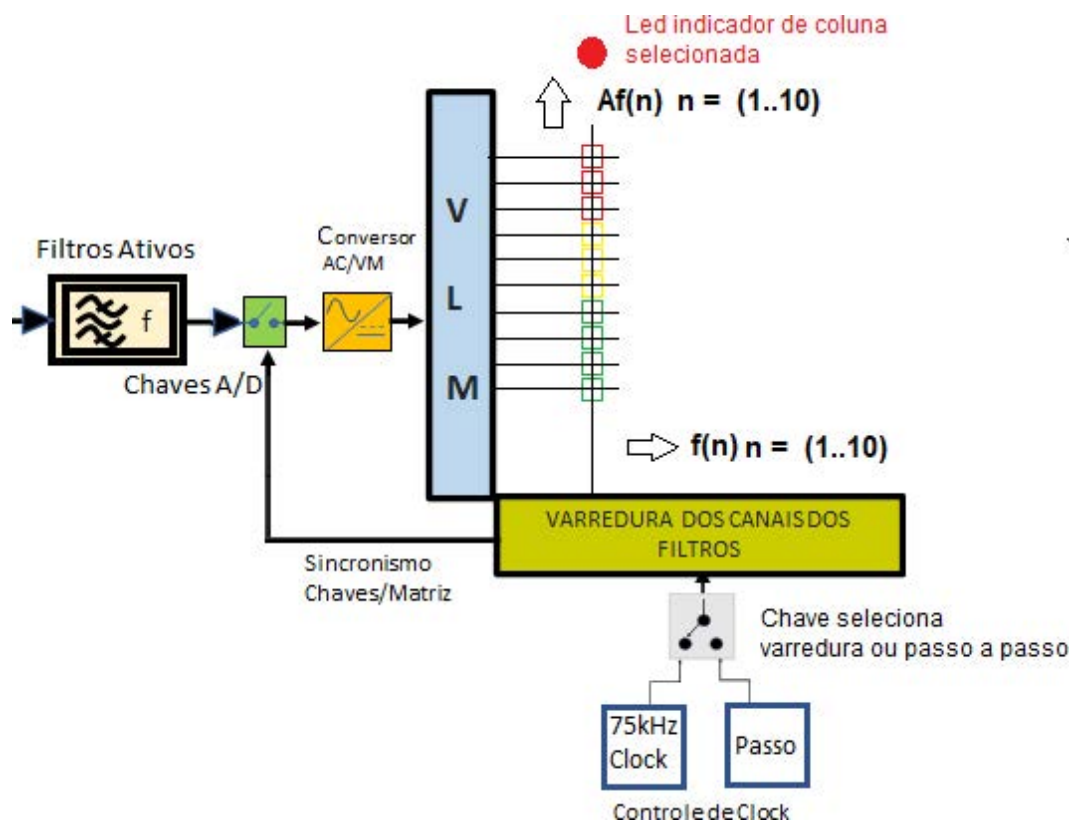 Led indicador de coluna
selecionada
Af(n) n = (1..10)
V
L
M
Filtros Ativos
f
Conversor
AC/VM
Chaves A/D
f(n) n = (1..10)
VARREDURA DOS CANAIS DOS
FILTROS
Sincronismo
Chaves/Matriz
Chave seleciona
varredura ou passo a passo
75kHz
Clock
Passo
Controle de Clock